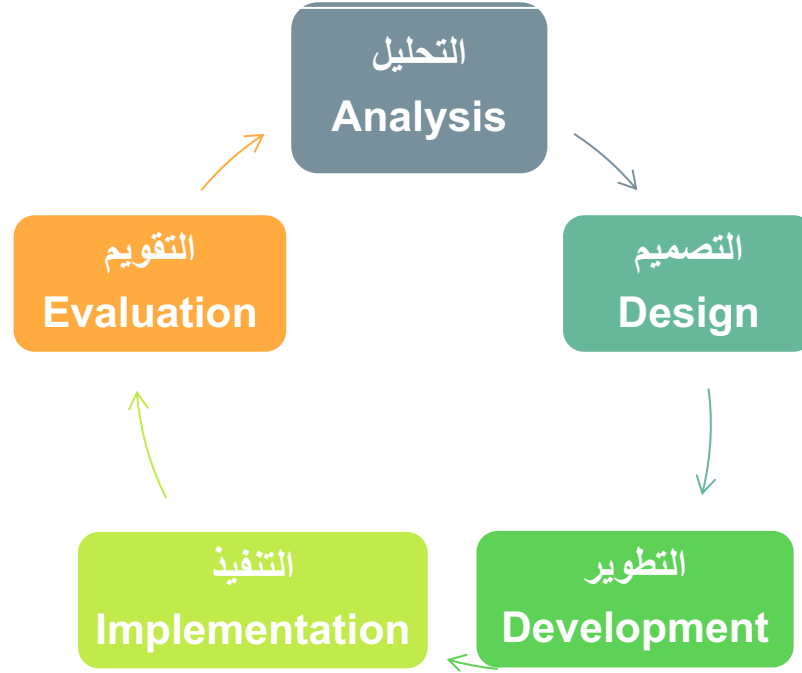 التحليل
Analysis
التصميم
Design
التطوير
Development
التنفيذ
Implementation
التقويم
Evaluation